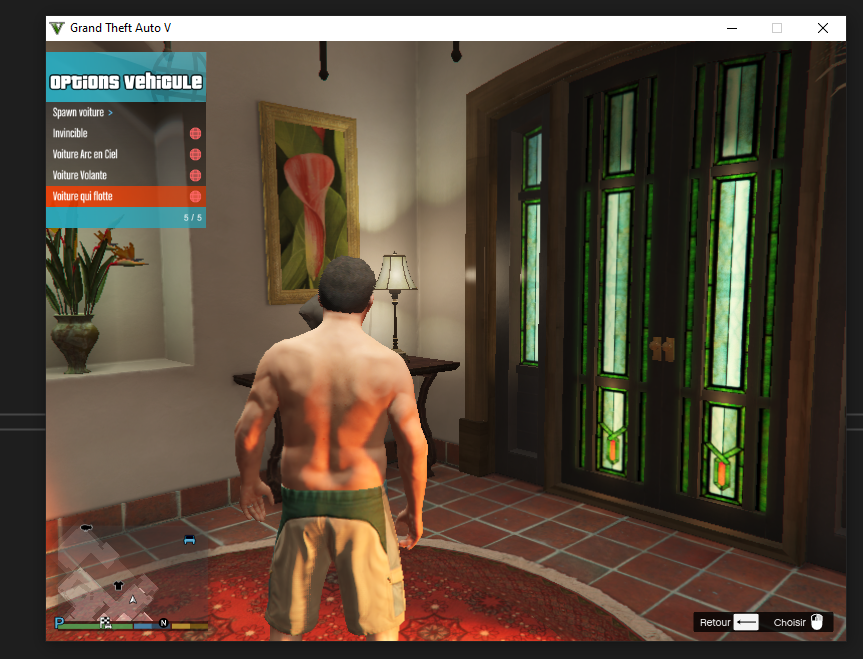 Grand Theft Auto V
OPTIONS VEHICULE
Spawn voiture >
Invincible
Voiture Arc en Ciel
Voiture Volante
Voiture qui flotte
5 / 5
P
N
Retour
Choisir